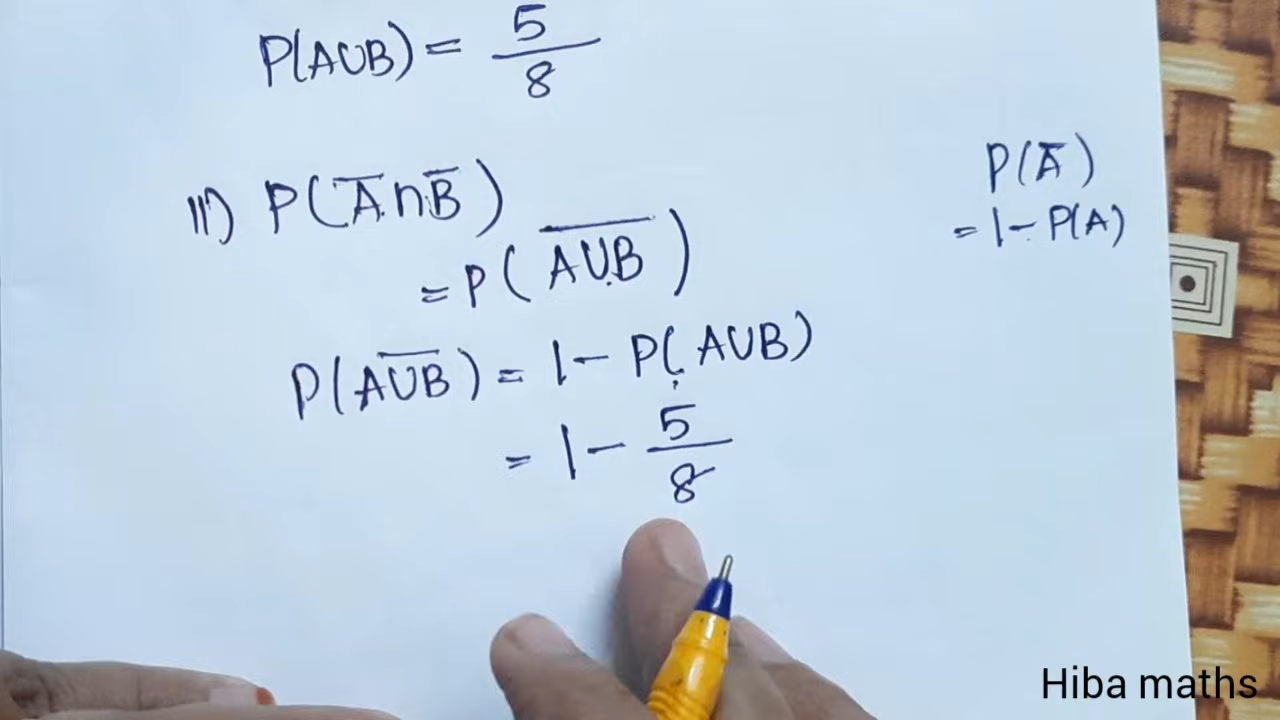 P(A∪B) = 5/8
II) P(A̅∩B̅)
= P(A̅∪̅B̅)
P(A̅∪̅B̅) = 1 - P(A∪B)
= 1 - 5/8
P(A̅)
= 1 - P(A)
Hiba maths